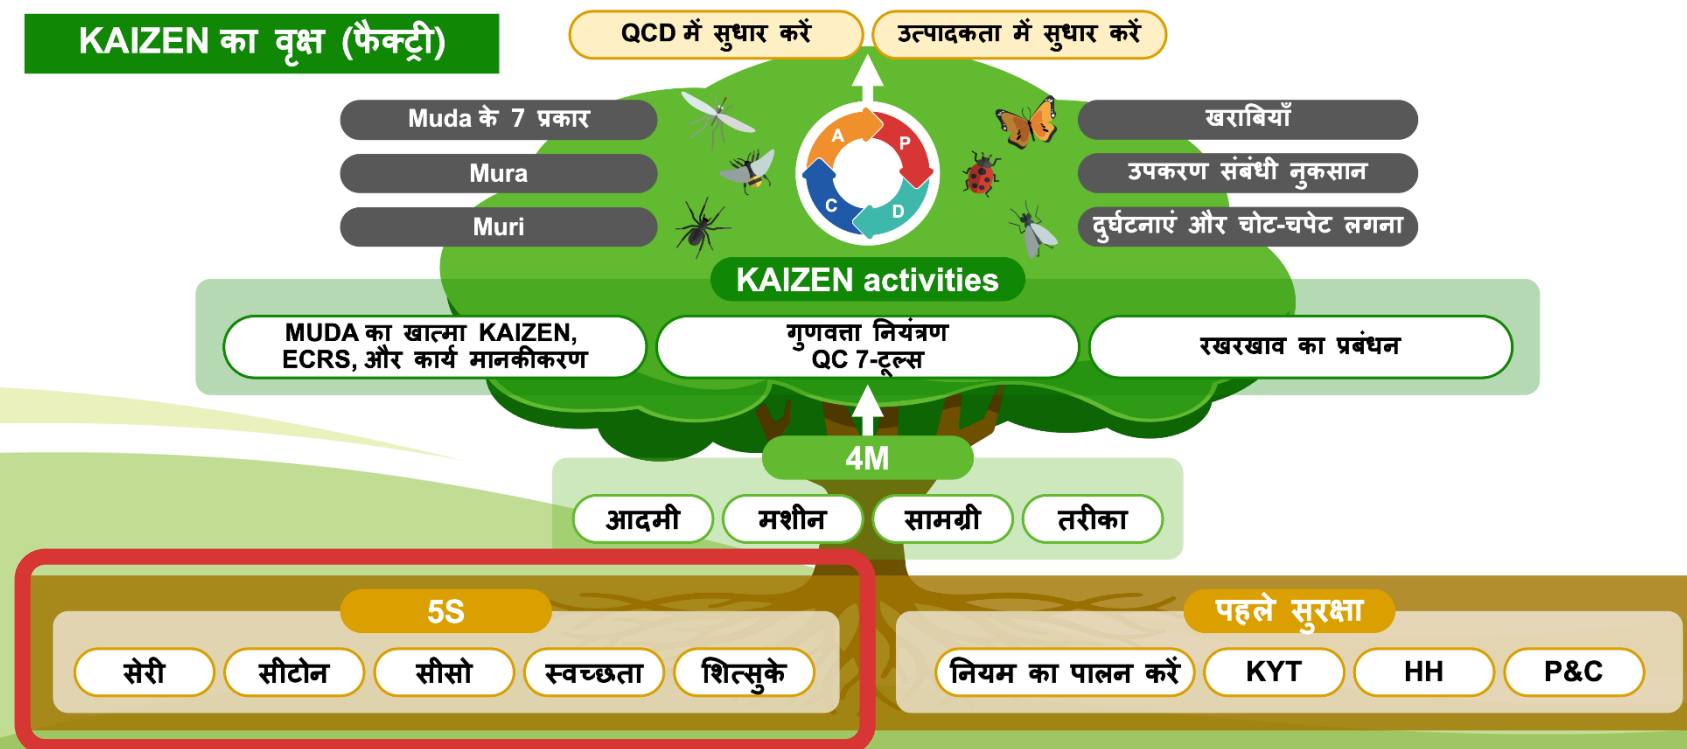 KAIZEN का वृक्ष (फैक्ट्री)
QCD में सुधार करें
उत्पादकता में सुधार करें
Muda के 7 प्रकार
Mura
Muri
A
P
C
D
खराबियाँ
उपकरण संबंधी नुकसान
दुर्घटनाएं और चोट-चपेट लगना
KAIZEN activities
MUDA का खात्मा KAIZEN,
ECRS, और कार्य मानकीकरण
गुणवत्ता नियंत्रण
QC 7-टूल्स
रखरखाव का प्रबंधन
4M
आदमी
मशीन
सामग्री
तरीका
5S
सेरी
सीटोन
सीसो
स्वच्छता
शित्सुके
पहले सुरक्षा
नियम का पालन करें
KYT
HH
P&C